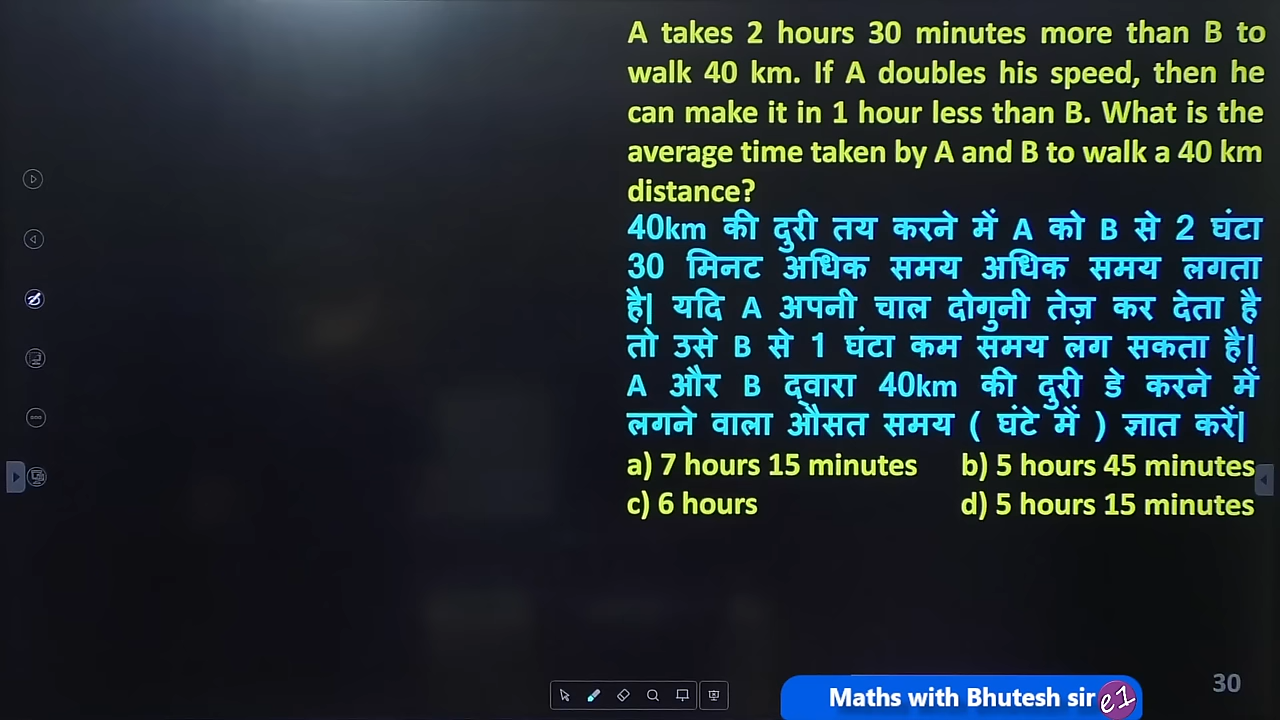 A takes 2 hours 30 minutes more than B to
walk 40 km. If A doubles his speed, then he
can make it in 1 hour less than B. What is the
average time taken by A and B to walk a 40 km
distance?
40km की दुरी तय करने में A को B से 2 घंटा
30 मिनट अधिक समय अधिक समय लगता
है| यदि A अपनी चाल दोगुनी तेज़ कर देता है
तो उसे B से 1 घंटा कम समय लग सकता है|
A और B द्वारा 40km की दुरी डे करने में
लगने वाला औसत समय ( घंटे में ) ज्ञात करें|
a) 7 hours 15 minutes b) 5 hours 45 minutes
c) 6 hours d) 5 hours 15 minutes
Maths with Bhutesh sir e1
30